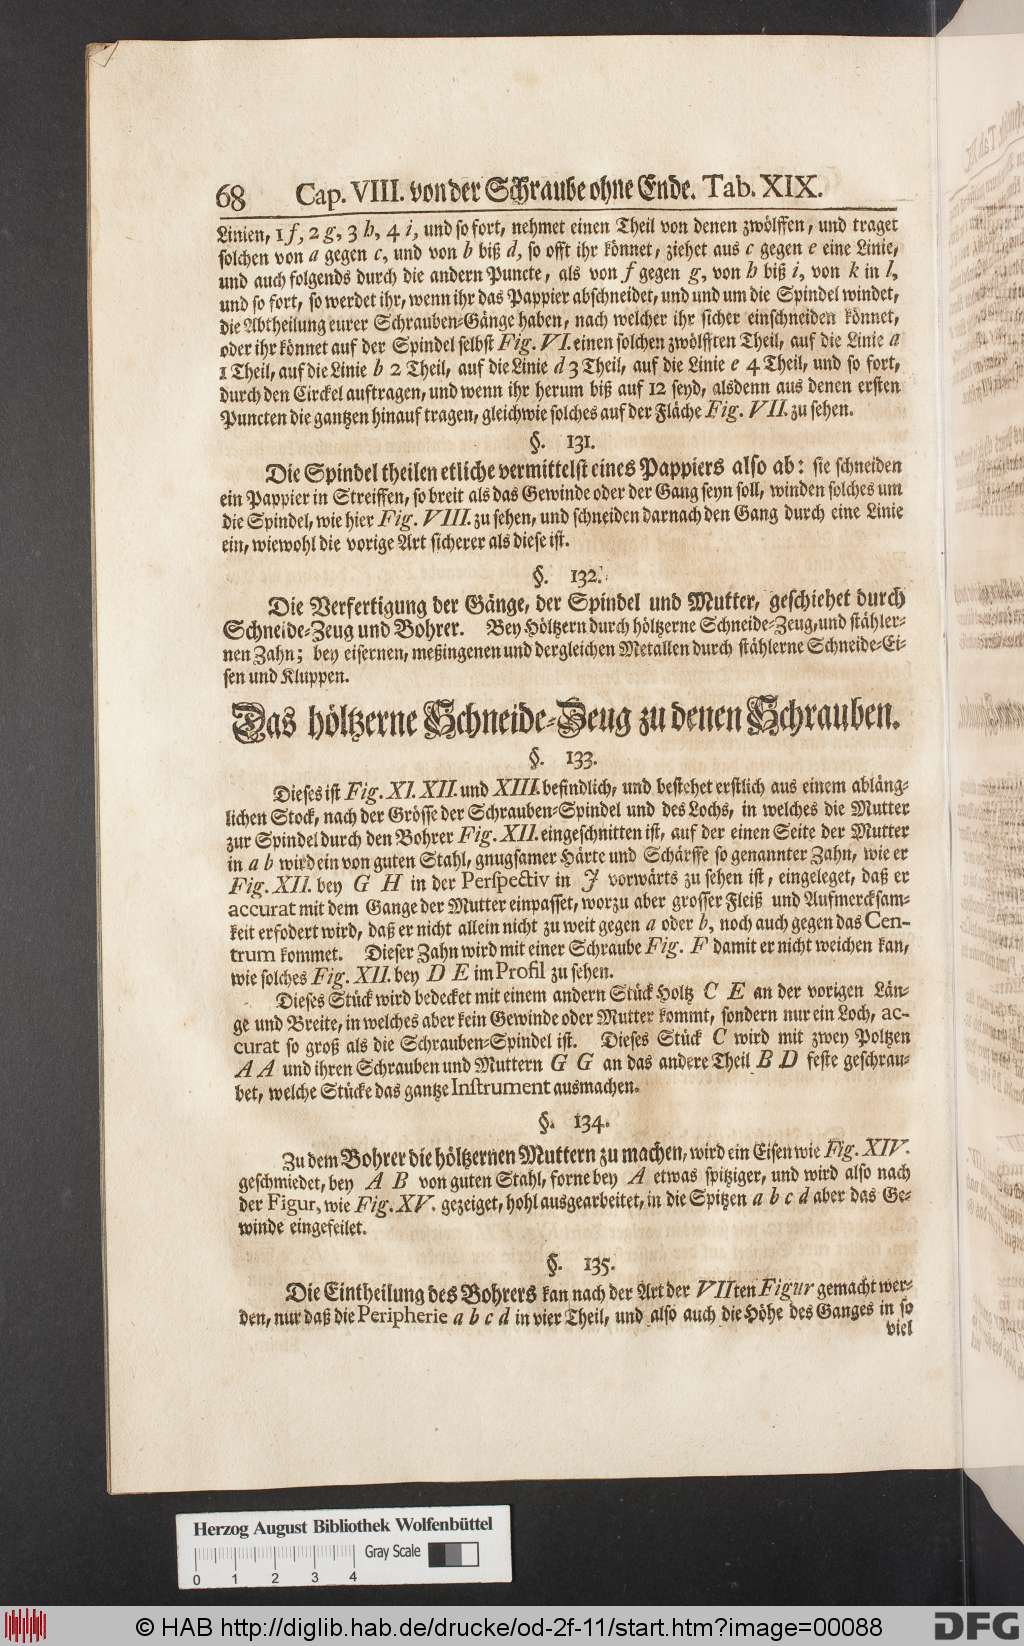 68 Cap. VIII. von der Schraube ohne Ende. Tab. XIX.
Linien, 1 f, 2 g, 3 h, 4 i, und so fort, nehmet einen Theil von denen zwölffen, und traget
solchen von a gegen c, und von b biß d, so offt ihr könnet, ziehet aus c gegen e eine Linie,
und auch folgends durch die andern Puncte, als von f gegen g, von h biß i, von k in l,
und so fort, so werdet ihr, wenn ihr das Pappier abschneidet, und und um die Spindel windet,
die Abtheilung eurer Schrauben-Gänge haben, nach welcher ihr sicher einschneiden könnet,
oder ihr könnet auf der Spindel selbst Fig. VI. einen solchen zwölfften Theil, auf die Linie a
1 Theil, auf die Linie b 2 Theil, auf die Linie d 3 Theil, auf die Linie e 4 Theil, und so fort,
durch den Circkel auftragen, und wenn ihr herum biß auf 12 seyd, alsdenn aus denen ersten
Puncten die gantzen hinauf tragen, gleichwie solches auf der Fläche Fig. VII. zu sehen.
§. 131.
Die Spindel theilen etliche vermittelst eines Pappiers also ab: sie schneiden
ein Pappier in Streiffen, so breit als das Gewinde oder der Gang seyn soll, winden solches um
die Spindel, wie hier Fig. VIII. zu sehen, und schneiden darnach den Gang durch eine Linie
ein, wiewohl die vorige Art sicherer als diese ist.
§. 132.
Die Verfertigung der Gänge, der Spindel und Mutter, geschiehet durch
Schneide-Zeug und Bohrer. Bey Höltzern durch höltzerne Schneide-Zeug, und stähler-
nen Zahn; bey eisernen, meßingenen und dergleichen Metallen durch stählerne Schneide-Ei-
sen und Kluppen.
Das höltzerne Schneide-Zeug zu denen Schrauben.
§. 133.
Dieses ist Fig. XI. XII. und XIII. befindlich, und bestehet erstlich aus einem abläng-
lichen Stock, nach der Grösse der Schrauben-Spindel und des Lochs, in welches die Mutter
zur Spindel durch den Bohrer Fig. XII. eingeschnitten ist, auf der einen Seite der Mutter
in a b wird ein von guten Stahl, gnugsamer Härte und Schärffe so genannter Zahn, wie er
Fig. XII. bey G H in der Perspectiv in J vorwärts zu sehen ist, eingeleget, daß er
accurat mit dem Gange der Mutter einpasset, worzu aber grosser Fleiß und Aufmercksam-
keit erfodert wird, daß er nicht allein nicht zu weit gegen a oder b, noch auch gegen das Cen-
trum kommet. Dieser Zahn wird mit einer Schraube Fig. F damit er nicht weichen kan,
wie solches Fig. XII. bey D E im Profil zu sehen.
Dieses Stück wird bedecket mit einem andern Stück Holtz C E an der vorigen Län-
ge und Breite, in welches aber kein Gewinde oder Mutter kommt, sondern nur ein Loch, ac-
curat so groß als die Schrauben-Spindel ist. Dieses Stück C wird mit zwey Poltzen
A A und ihren Schrauben und Muttern G G an das andere Theil B D feste geschrau-
bet, welche Stücke das gantze Instrument ausmachen.
§. 134.
Zu dem Bohrer die höltzernen Muttern zu machen, wird ein Eisen wie Fig. XIV.
geschmiedet, bey A B von guten Stahl, forne bey A etwas spitziger, und wird also nach
der Figur, wie Fig. XV. gezeiget, hohl ausgearbeitet, in die Spitzen a b c d aber das Ge-
winde eingefeilet.
§. 135.
Die Eintheilung des Bohrers kan nach der Art der VIIten Figur gemacht wer-
den, nur daß die Peripherie a b c d in vier Theil, und also auch die Höhe des Ganges in so
viel
Herzog August Bibliothek Wolfenbüttel
Gray Scale
0 1 2 3 4
© HAB http://diglib.hab.de/drucke/od-2f-11/start.htm?image=00088
DFG